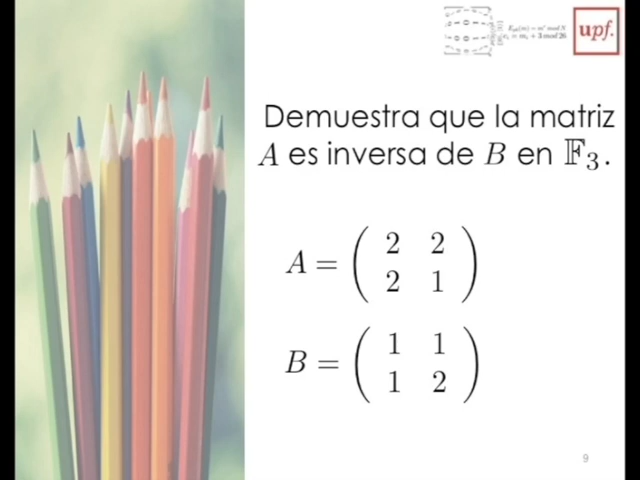 upf.
Demuestra que la matriz
A es inversa de B en 𝔽₃.
A = ( 2 2
2 1 )
B = ( 1 1
1 2 )
9